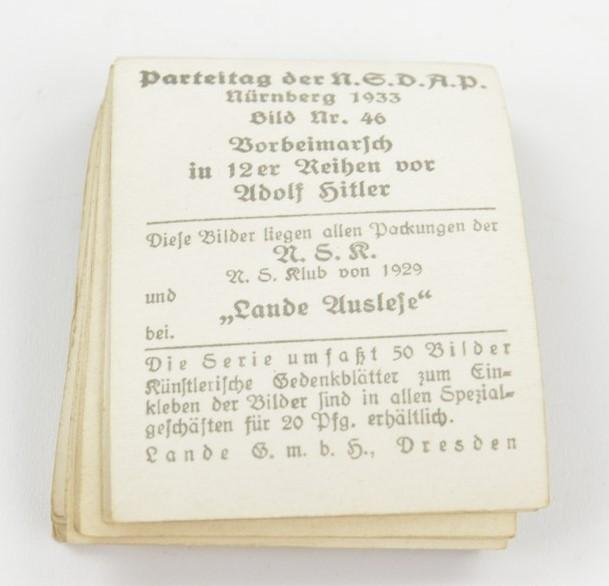 Parteitag der N.S.D.A.P.
Nürnberg 1933
Bild Nr. 46
Vorbeimarſch
in 12er Reihen vor
Adolf Hitler
Dieſe Bilder liegen allen Packungen der
N. S. K.
N. S. Klub von 1929
und
„Lande Ausleſe“
bei.
Die Serie umfaßt 50 Bilder
Künſtleriſche Gedenkblätter zum Ein-
kleben der Bilder ſind in allen Spezial-
geſchäften für 20 Pfg. erhältlich.
Lande G. m. b. H., Dresden